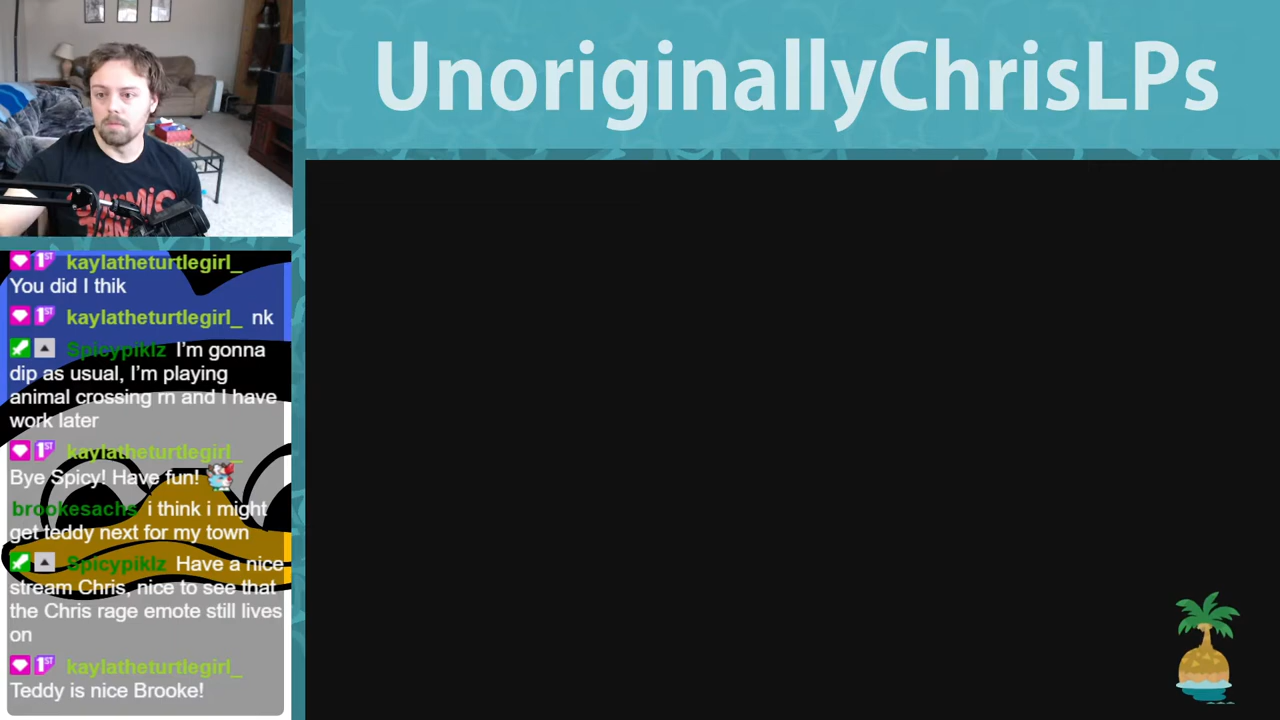 UnoriginallyChrisLPs
kaylatheturtlegirl_
You did I thik
kaylatheturtlegirl_ nk
Spicypiklz I'm gonna
dip as usual, I'm playing
animal crossing rn and I have
work later
kaylatheturtlegirl_
Bye Spicy! Have fun!
brookesachs i think i might
get teddy next for my town
Spicypiklz Have a nice
stream Chris, nice to see that
the Chris rage emote still lives
on
kaylatheturtlegirl_
Teddy is nice Brooke!